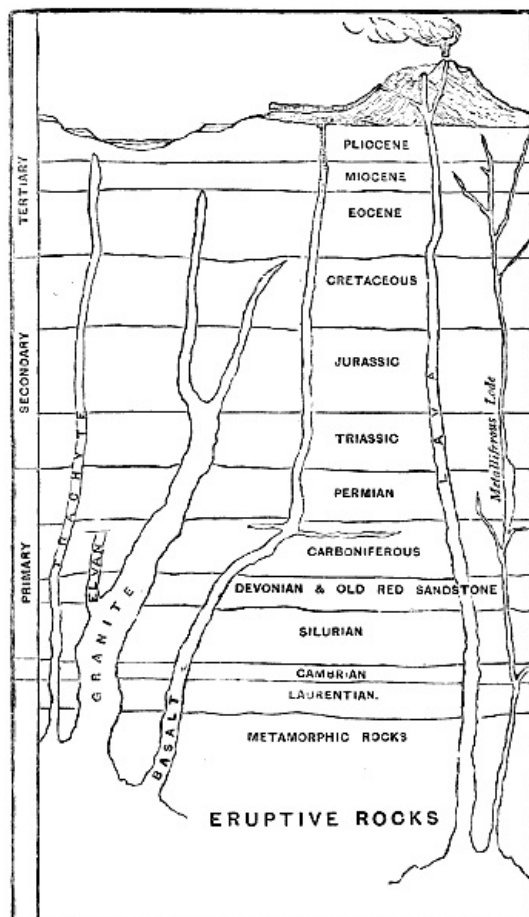 PLIOCENE
MIOCENE
EOCENE
CRETACEOUS
JURASSIC
TRIASSIC
PERMIAN
CARBONIFEROUS
DEVONIAN & OLD RED SANDSTONE
SILURIAN
CAMBRIAN
LAURENTIAN.
METAMORPHIC ROCKS
ERUPTIVE ROCKS
TERTIARY
SECONDARY
PRIMARY
TRACHYTE
ELVAN
GRANITE
BASALT
LAVA
Metalliferous Lode